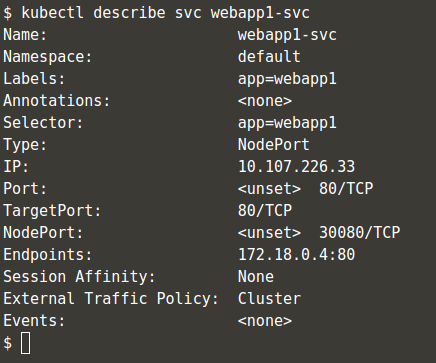 $ kubectl describe svc webapp1-svc
Name:                     webapp1-svc
Namespace:                default
Labels:                   app=webapp1
Annotations:              <none>
Selector:                 app=webapp1
Type:                     NodePort
IP:                       10.107.226.33
Port:                     <unset>  80/TCP
TargetPort:               80/TCP
NodePort:                 <unset>  30080/TCP
Endpoints:                172.18.0.4:80
Session Affinity:         None
External Traffic Policy:  Cluster
Events:                   <none>
$